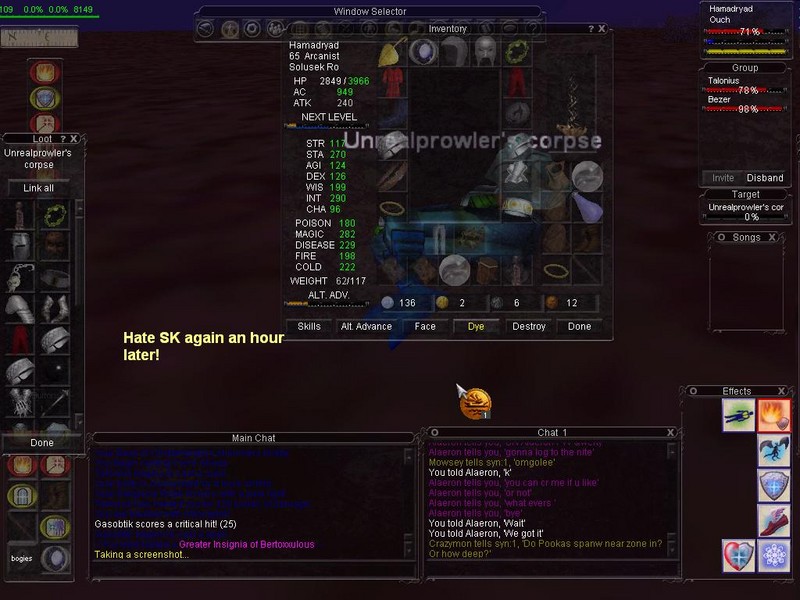 109 0.0% 0.0% 8149
Window Selector
Inventory
? X
Hamadryad
65 Arcanist
Solusek Ro
HP 2849 / 3966
AC 949
ATK 240
NEXT LEVEL
STR 117
STA 270
AGI 124
DEX 126
WIS 199
INT 290
CHA 96
POISON 180
MAGIC 282
DISEASE 229
FIRE 198
COLD 222
WEIGHT 62/117
ALT. ADV.
136
2
6
12
Skills
Alt. Advance
Face
Dye
Destroy
Done
Unrealprowler's corpse
Loot ? X
Unrealprowler's
corpse
Link all
Done
bogies
Hate SK again an hour
later!
1
Hamadryad
Ouch
71%
Group
Talonius
78%
Bezer
98%
Invite
Disband
Target
Unrealprowler's cor
0%
Songs X
Effects X
Main Chat
Gasobtik scores a critical hit! (25)
Greater Insignia of Bertoxxulous
Taking a screenshot...
Chat 1 X
Alaeron tells you, 'gonna log to the nite'
Mowsey tells syn:1, 'omgolee'
You told Alaeron, 'k'
Alaeron tells you, 'you can cr me if u like'
Alaeron tells you, 'or not'
Alaeron tells you, 'what evers '
Alaeron tells you, 'bye'
You told Alaeron, 'Wait'
You told Alaeron, 'We got it'
Crazymon tells syn:1, 'Do Pookas spanw near zone in?
Or how deep?'